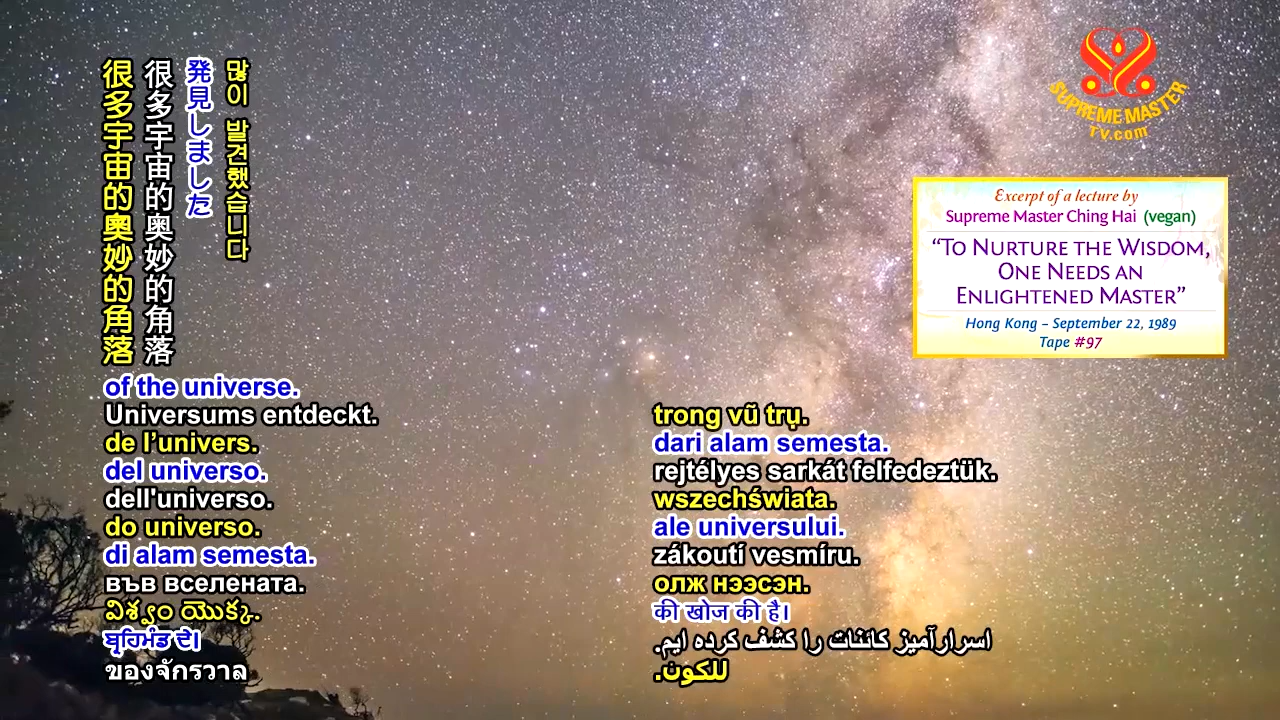 很多宇宙的奧妙的角落
很多宇宙的奥妙的角落
発見しました
많이 발견했습니다
of the universe.
Universums entdeckt.
de l’univers.
del universo.
dell'universo.
do universo.
di alam semesta.
във вселената.
విశ్వం యొక్క.
ਬ੍ਰਹਿਮੰਡ ਦੇ।
ของจักรวาล
trong vũ trụ.
dari alam semesta.
rejtélyes sarkát felfedeztük.
wszechświata.
ale universului.
zákoutí vesmíru.
олж нээсэн.
की खोज की है।
اسرارآمیز کائنات را کشف کرده ایم.
للكون.
SUPREME MASTER
TV.com
Excerpt of a lecture by
Supreme Master Ching Hai (vegan)
“To Nurture the Wisdom,
One Needs an
Enlightened Master”
Hong Kong – September 22, 1989
Tape #97